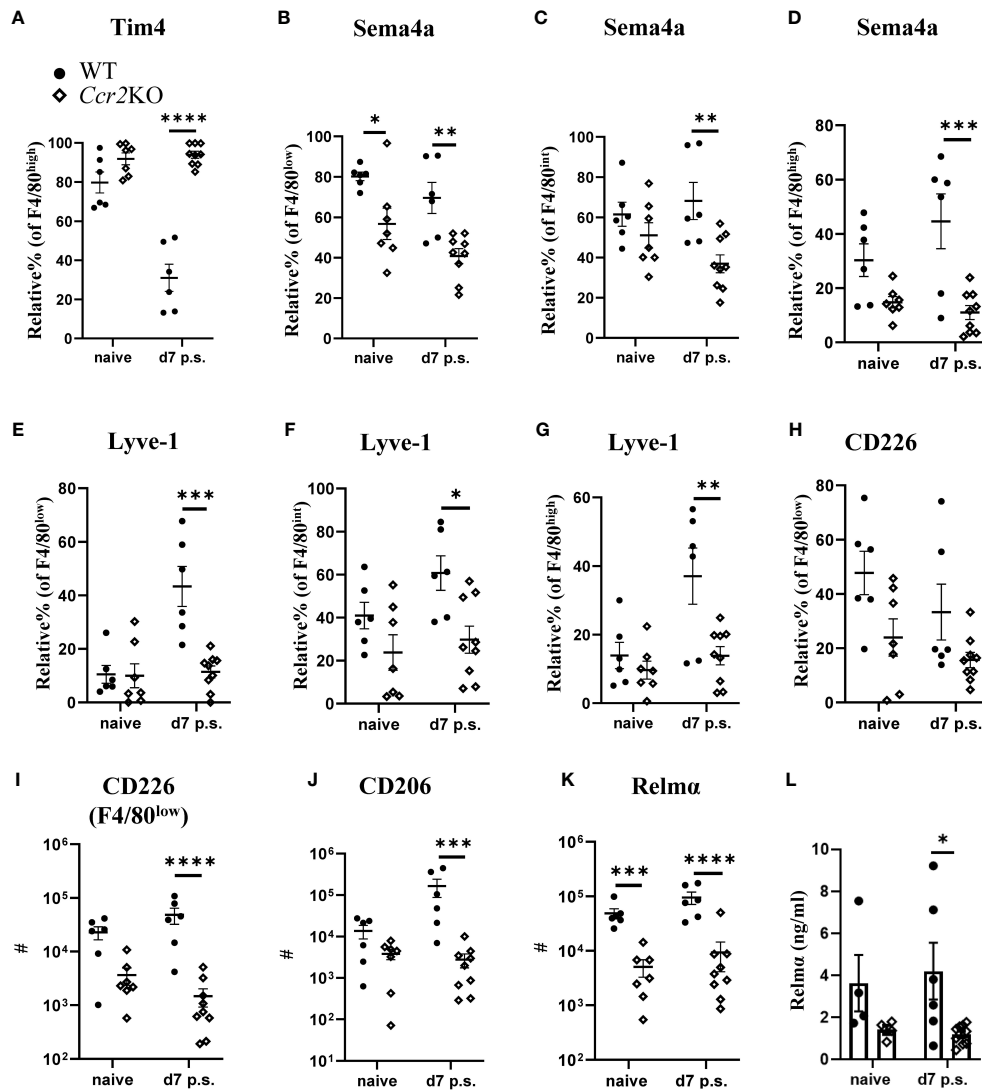 A
Tim4
● WT
◇ Ccr2KO
Relative% (of F4/80high)
100
80
60
40
20
0
****
naive
d7 p.s.
B
Sema4a
Relative% (of F4/80low)
100
80
60
40
20
0
*
**
naive
d7 p.s.
C
Sema4a
Relative% (of F4/80int)
100
80
60
40
20
0
**
naive
d7 p.s.
D
Sema4a
Relative% (of F4/80high)
80
60
40
20
0
***
naive
d7 p.s.
E
Lyve-1
Relative% (of F4/80low)
80
60
40
20
0
***
naive
d7 p.s.
F
Lyve-1
Relative% (of F4/80int)
100
80
60
40
20
0
*
naive
d7 p.s.
G
Lyve-1
Relative% (of F4/80high)
60
40
20
0
**
naive
d7 p.s.
H
CD226
Relative% (of F4/80low)
80
60
40
20
0
naive
d7 p.s.
I
CD226
(F4/80low)
#
10^6
10^5
10^4
10^3
10^2
****
naive
d7 p.s.
J
CD206
#
10^6
10^5
10^4
10^3
10^2
10^1
***
naive
d7 p.s.
K
Relmα
#
10^6
10^5
10^4
10^3
10^2
***
****
naive
d7 p.s.
L
Relmα (ng/ml)
10
8
6
4
2
0
*
naive
d7 p.s.